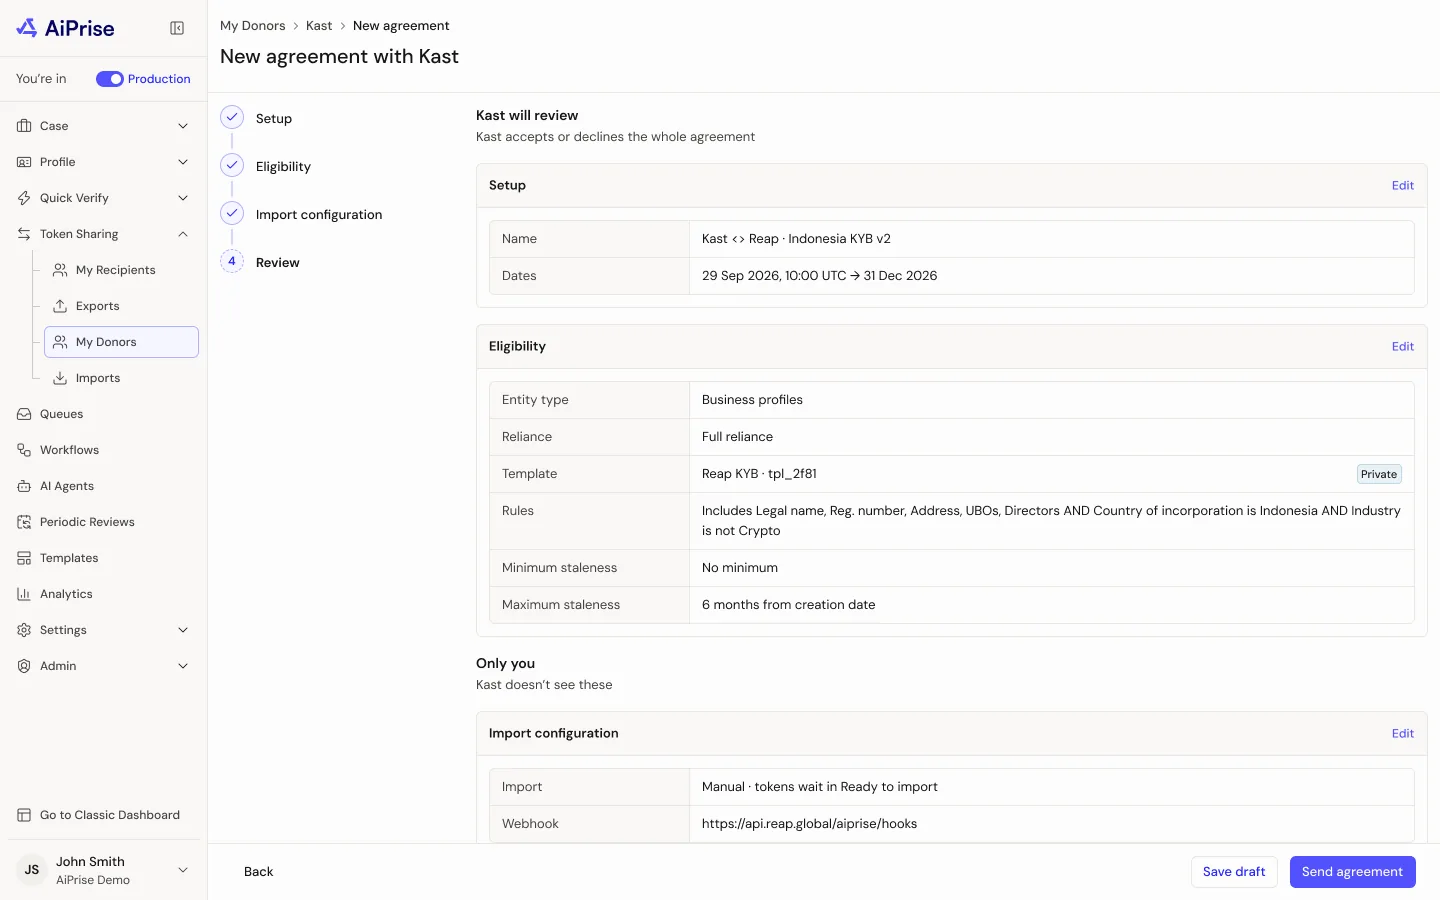 AiPrise
You're in
Production
Case
Profile
Quick Verify
Token Sharing
My Recipients
Exports
My Donors
Imports
Queues
Workflows
AI Agents
Periodic Reviews
Templates
Analytics
Settings
Admin
Go to Classic Dashboard
JS
John Smith
AiPrise Demo
My Donors > Kast > New agreement
New agreement with Kast
Setup
Eligibility
Import configuration
4 Review
Kast will review
Kast accepts or declines the whole agreement
Setup Edit
Name Kast <> Reap · Indonesia KYB v2
Dates 29 Sep 2026, 10:00 UTC → 31 Dec 2026
Eligibility Edit
Entity type Business profiles
Reliance Full reliance
Template Reap KYB · tpl_2f81 Private
Rules Includes Legal name, Reg. number, Address, UBOs, Directors AND Country of incorporation is Indonesia AND Industry
is not Crypto
Minimum staleness No minimum
Maximum staleness 6 months from creation date
Only you
Kast doesn't see these
Import configuration Edit
Import Manual · tokens wait in Ready to import
Webhook https://api.reap.global/aiprise/hooks
Back Save draft Send agreement